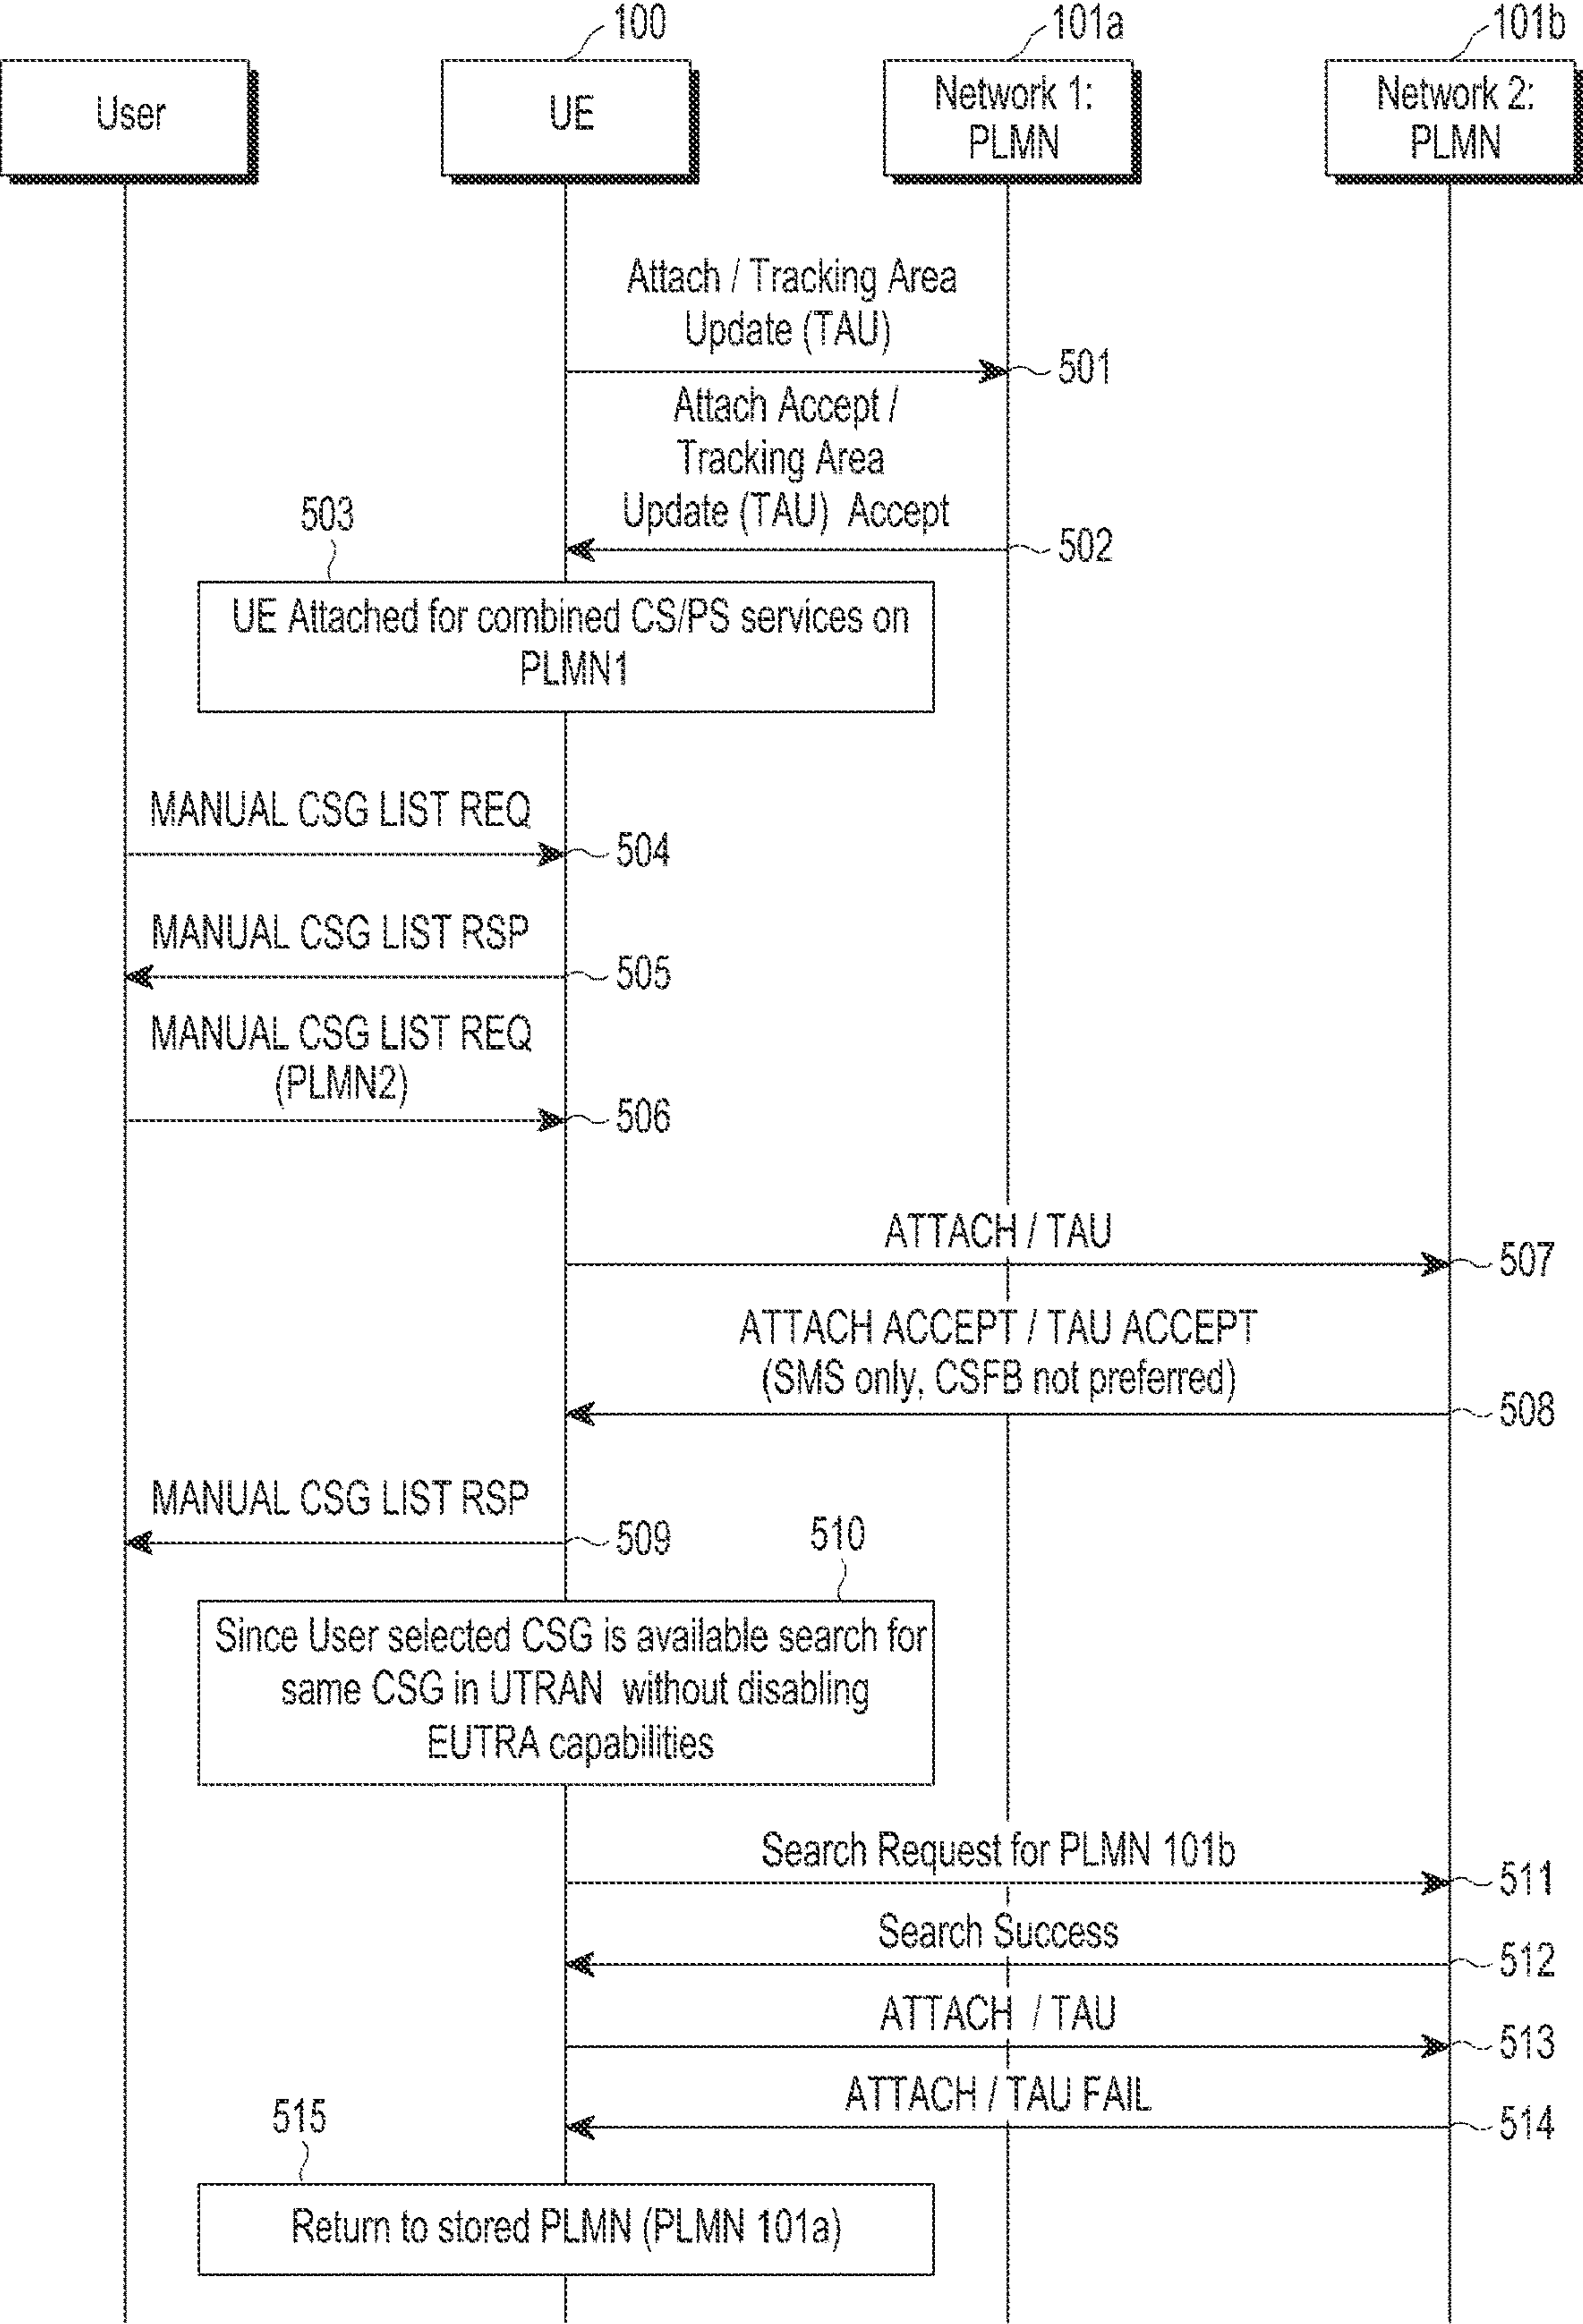 100
101a
101b
User
UE
Network 1:
PLMN
Network 2:
PLMN
Attach / Tracking Area
Update (TAU)
501
Attach Accept /
Tracking Area
Update (TAU) Accept
502
503
UE Attached for combined CS/PS services on
PLMN1
MANUAL CSG LIST REQ
504
MANUAL CSG LIST RSP
505
MANUAL CSG LIST REQ
(PLMN2)
506
ATTACH / TAU
507
ATTACH ACCEPT / TAU ACCEPT
(SMS only, CSFB not preferred)
508
MANUAL CSG LIST RSP
509
510
Since User selected CSG is available search for
same CSG in UTRAN without disabling
EUTRA capabilities
Search Request for PLMN 101b
511
Search Success
512
ATTACH / TAU
513
ATTACH / TAU FAIL
514
515
Return to stored PLMN (PLMN 101a)